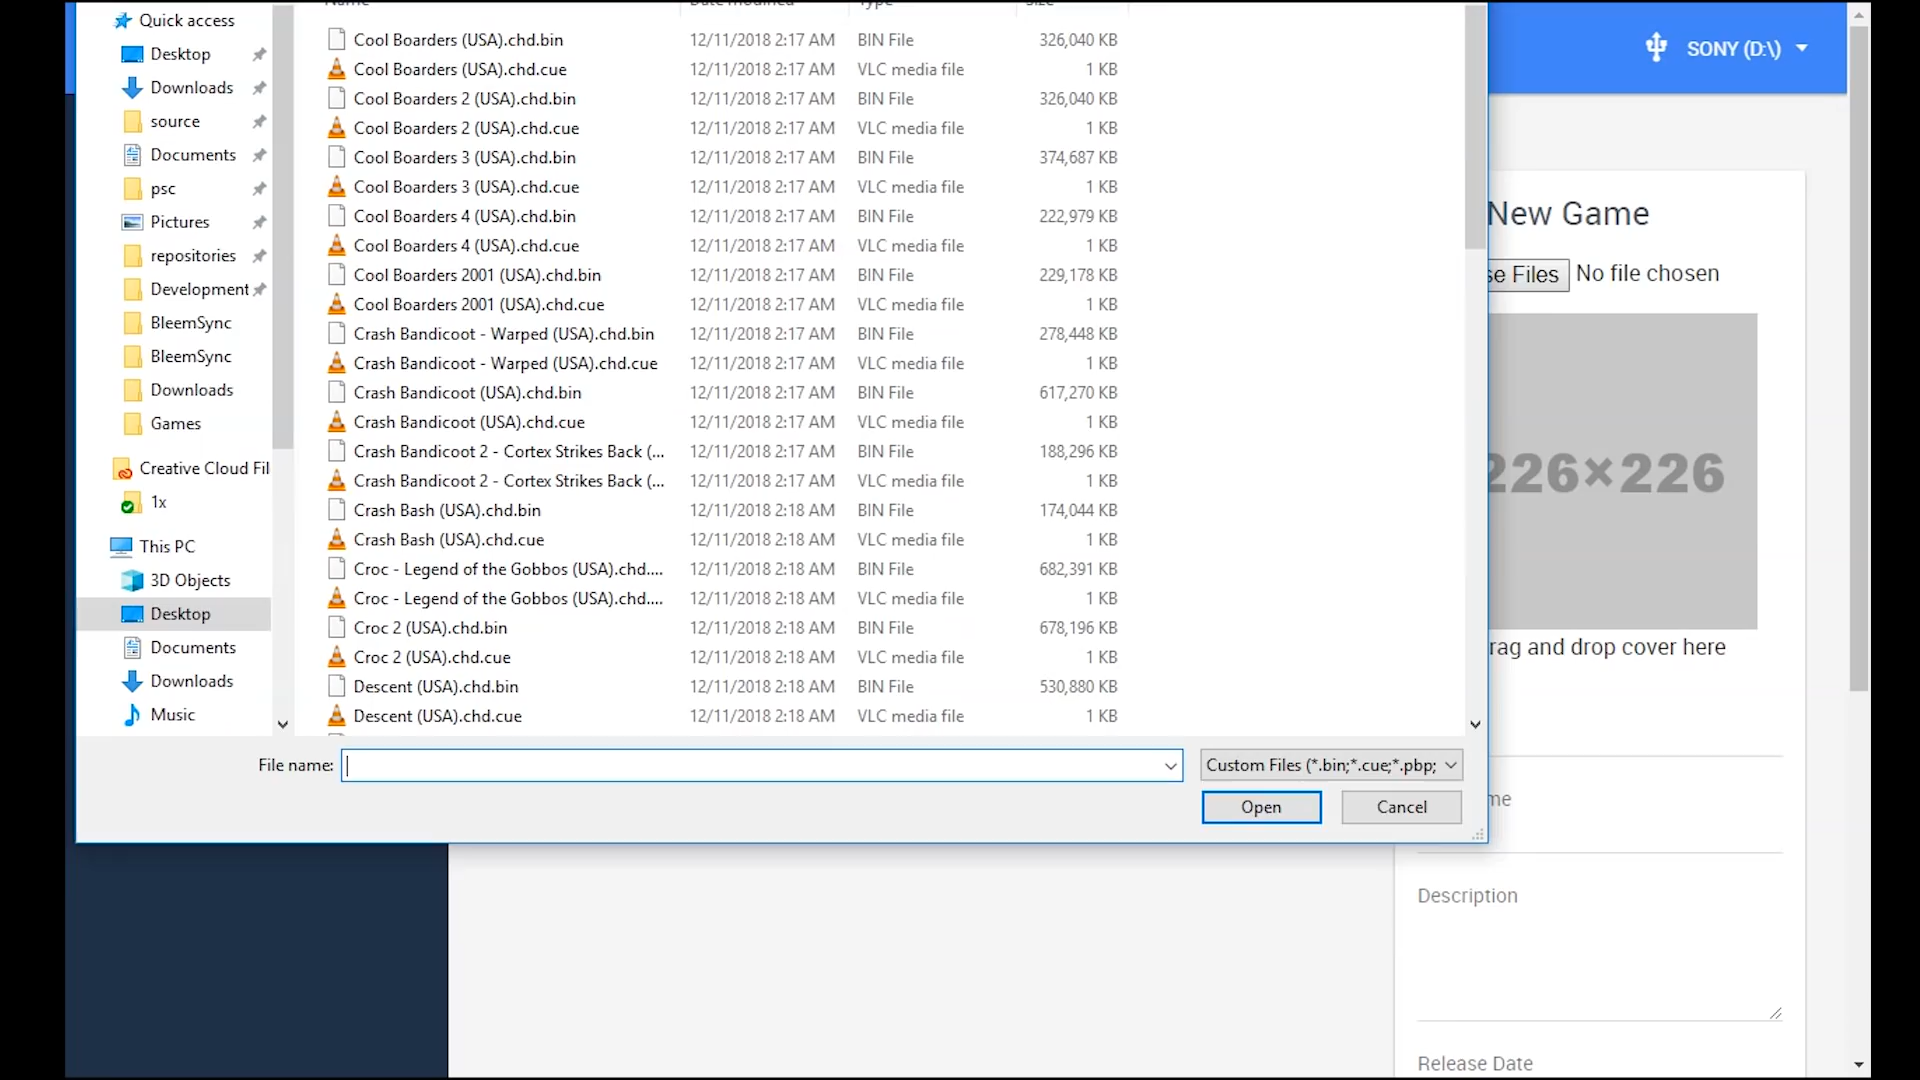 Name Date modified Type Size
Quick access
Desktop
Downloads
source
Documents
psc
Pictures
repositories
Development
BleemSync
BleemSync
Downloads
Games
Creative Cloud Fil
1x
This PC
3D Objects
Desktop
Documents
Downloads
Music
Cool Boarders (USA).chd.bin 12/11/2018 2:17 AM BIN File 326,040 KB
Cool Boarders (USA).chd.cue 12/11/2018 2:17 AM VLC media file 1 KB
Cool Boarders 2 (USA).chd.bin 12/11/2018 2:17 AM BIN File 326,040 KB
Cool Boarders 2 (USA).chd.cue 12/11/2018 2:17 AM VLC media file 1 KB
Cool Boarders 3 (USA).chd.bin 12/11/2018 2:17 AM BIN File 374,687 KB
Cool Boarders 3 (USA).chd.cue 12/11/2018 2:17 AM VLC media file 1 KB
Cool Boarders 4 (USA).chd.bin 12/11/2018 2:17 AM BIN File 222,979 KB
Cool Boarders 4 (USA).chd.cue 12/11/2018 2:17 AM VLC media file 1 KB
Cool Boarders 2001 (USA).chd.bin 12/11/2018 2:17 AM BIN File 229,178 KB
Cool Boarders 2001 (USA).chd.cue 12/11/2018 2:17 AM VLC media file 1 KB
Crash Bandicoot - Warped (USA).chd.bin 12/11/2018 2:17 AM BIN File 278,448 KB
Crash Bandicoot - Warped (USA).chd.cue 12/11/2018 2:17 AM VLC media file 1 KB
Crash Bandicoot (USA).chd.bin 12/11/2018 2:17 AM BIN File 617,270 KB
Crash Bandicoot (USA).chd.cue 12/11/2018 2:17 AM VLC media file 1 KB
Crash Bandicoot 2 - Cortex Strikes Back (... 12/11/2018 2:17 AM BIN File 188,296 KB
Crash Bandicoot 2 - Cortex Strikes Back (... 12/11/2018 2:17 AM VLC media file 1 KB
Crash Bash (USA).chd.bin 12/11/2018 2:18 AM BIN File 174,044 KB
Crash Bash (USA).chd.cue 12/11/2018 2:18 AM VLC media file 1 KB
Croc - Legend of the Gobbos (USA).chd.... 12/11/2018 2:18 AM BIN File 682,391 KB
Croc - Legend of the Gobbos (USA).chd.... 12/11/2018 2:18 AM VLC media file 1 KB
Croc 2 (USA).chd.bin 12/11/2018 2:18 AM BIN File 678,196 KB
Croc 2 (USA).chd.cue 12/11/2018 2:18 AM VLC media file 1 KB
Descent (USA).chd.bin 12/11/2018 2:18 AM BIN File 530,880 KB
Descent (USA).chd.cue 12/11/2018 2:18 AM VLC media file 1 KB
File name: Custom Files (*.bin;*.cue;*.pbp;
Open Cancel
SONY (D:\)
New Game
se Files No file chosen
226×226
rag and drop cover here
me
Description
Release Date